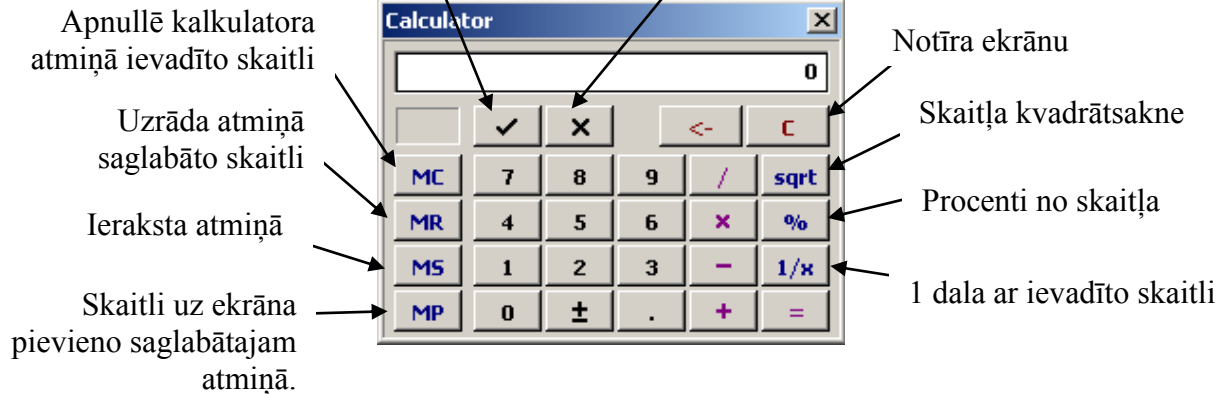 Apnullē kalkulatora
atmiņā ievadīto skaitli
Uzrāda atmiņā
saglabāto skaitli
Ieraksta atmiņā
Skaitli uz ekrāna
pievieno saglabātajam
atmiņā.
Calculator
0
✓ × <- C
MC 7 8 9 / sqrt
MR 4 5 6 × %
MS 1 2 3 − 1/x
MP 0 ± . + =
Notīra ekrānu
Skaitļa kvadrātsakne
Procenti no skaitļa
1 dala ar ievadīto skaitli